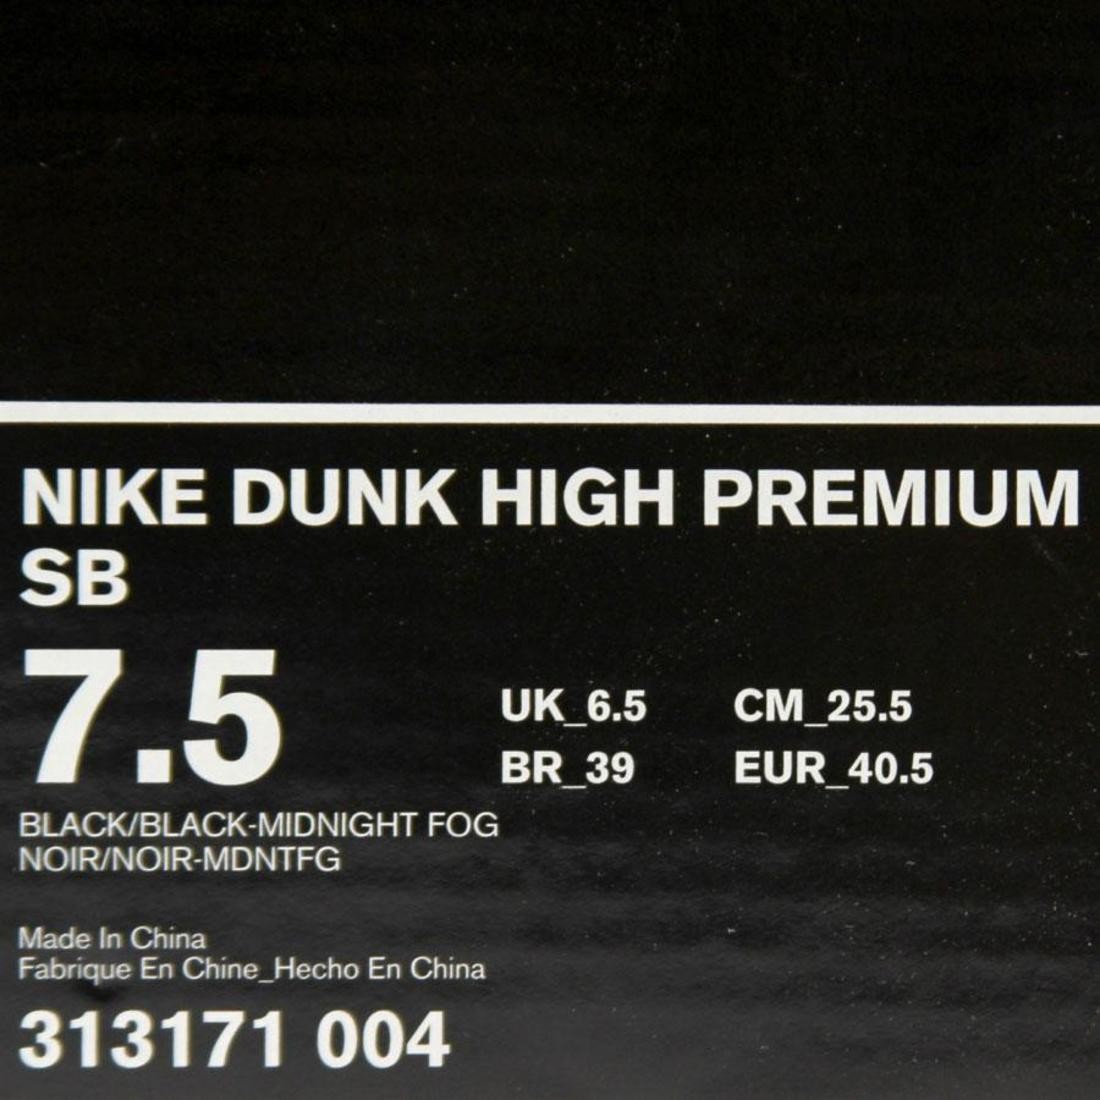 NIKE DUNK HIGH PREMIUM
SB
7.5
UK_6.5 CM_25.5
BR_39 EUR_40.5
BLACK/BLACK-MIDNIGHT FOG
NOIR/NOIR-MDNTFG
Made In China
Fabrique En Chine_Hecho En China
313171 004